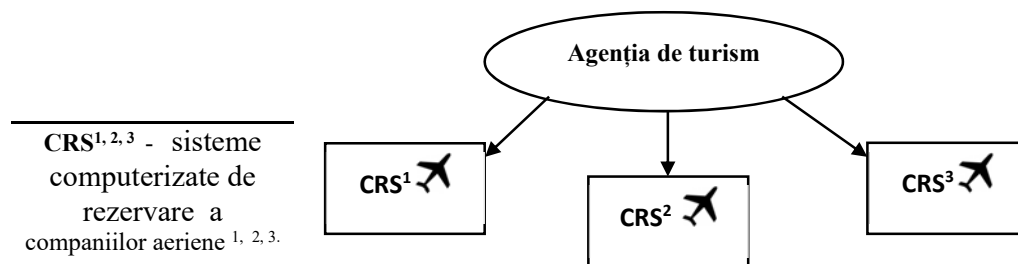 Agenția de turism
CRS¹, ², ³ - sisteme
computerizate de
rezervare a
companiilor aeriene ¹, ², ³.
CRS¹
CRS²
CRS³